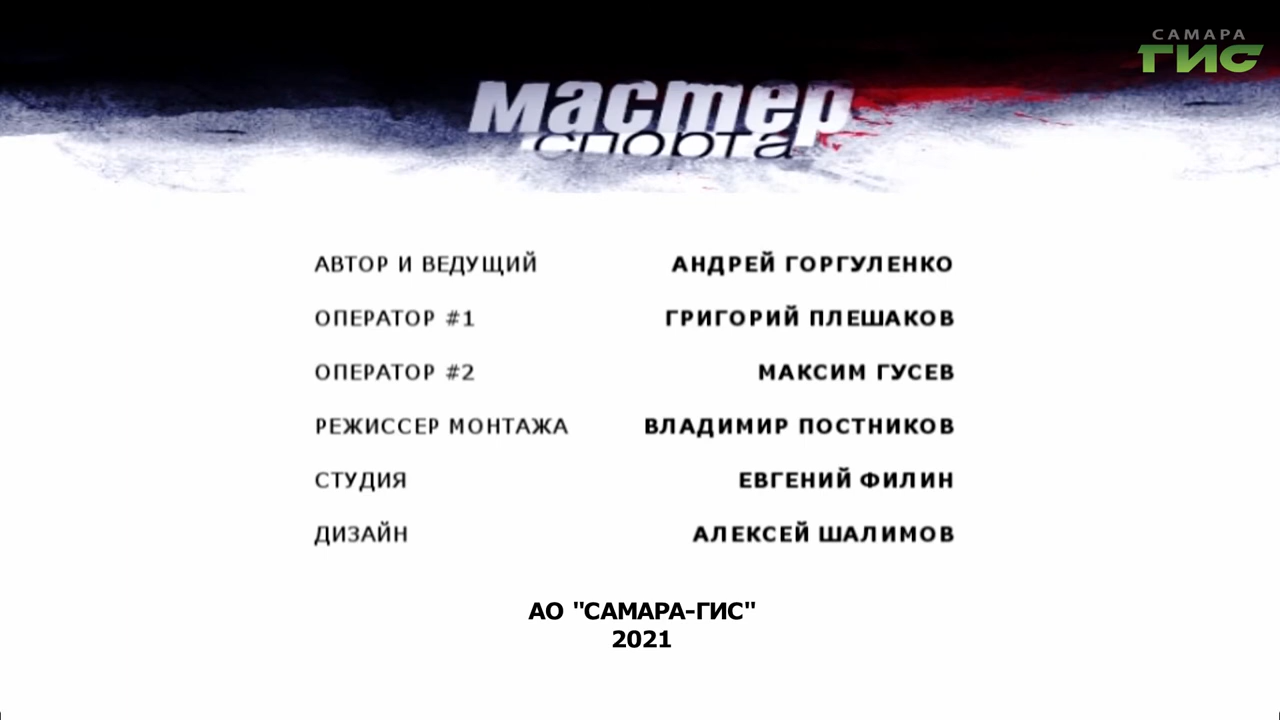 САМАРА
ГИС
мастер
спорта
АВТОР И ВЕДУЩИЙ АНДРЕЙ ГОРГУЛЕНКО
ОПЕРАТОР #1 ГРИГОРИЙ ПЛЕШАКОВ
ОПЕРАТОР #2 МАКСИМ ГУСЕВ
РЕЖИССЕР МОНТАЖА ВЛАДИМИР ПОСТНИКОВ
СТУДИЯ ЕВГЕНИЙ ФИЛИН
ДИЗАЙН АЛЕКСЕЙ ШАЛИМОВ
АО "САМАРА-ГИС"
2021